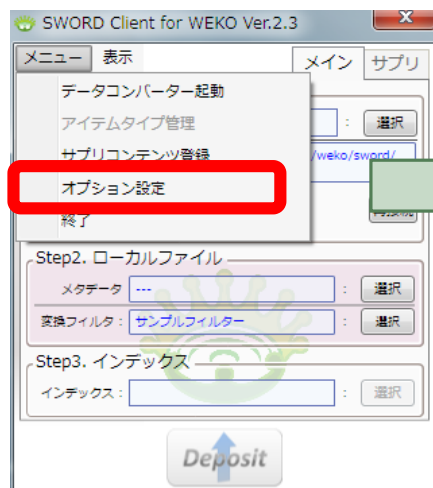 SWORD Client for WEKO Ver.2.3
メニュー 表示
メイン サプリ
データコンバーター起動
アイテムタイプ管理
: 選択
サプリコンテンツ登録
/weko/sword/
オプション設定
終了
Step2. ローカルファイル
メタデータ --- : 選択
変換フィルタ : サンプルフィルター : 選択
Step3. インデックス
インデックス : : 選択
Deposit